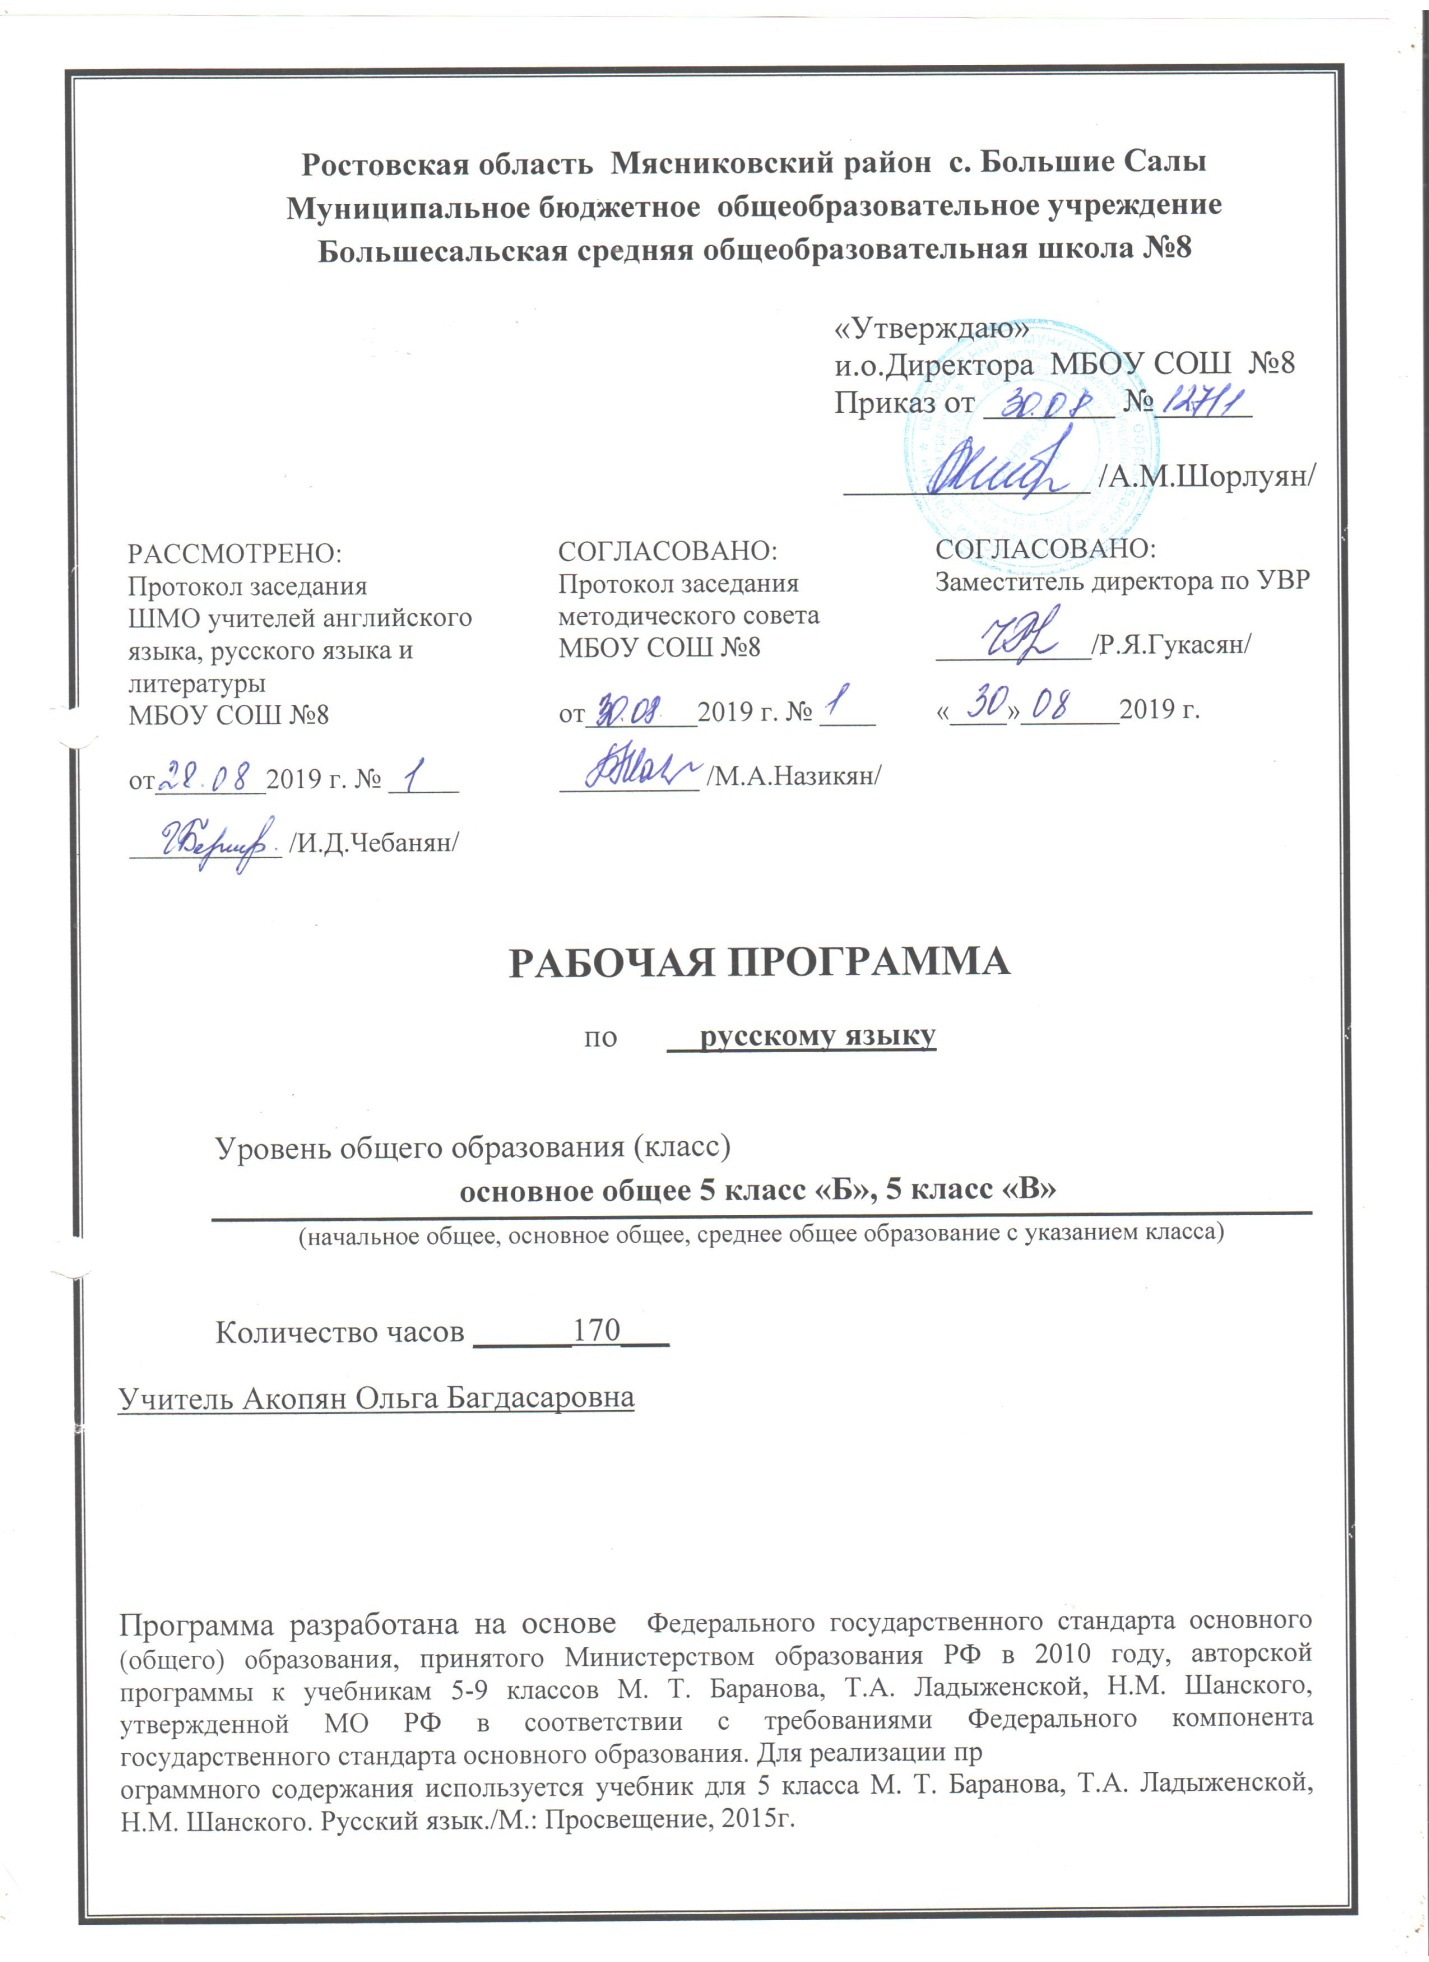 Ростовская область  Мясниковский район  с. Большие Салы
Муниципальное бюджетное  общеобразовательное учреждение
Большесальская средняя общеобразовательная школа №8
«Утверждаю»
и.о.Директора  МБОУ СОШ  №8
Приказ от 30.08 № 127/1
/А.М.Шорлуян/
РАССМОТРЕНО:
Протокол заседания
ШМО учителей английского
языка, русского языка и
литературы
МБОУ СОШ №8
от 28.08 2019 г. № 1
/И.Д.Чебанян/
СОГЛАСОВАНО:
Протокол заседания
методического совета
МБОУ СОШ №8
от 30.08. 2019 г. № 1
/М.А.Назикян/
СОГЛАСОВАНО:
Заместитель директора по УВР
/Р.Я.Гукасян/
«30» 08 2019 г.
РАБОЧАЯ ПРОГРАММА
по русскому языку
Уровень общего образования (класс)
основное общее 5 класс «Б», 5 класс «В»
(начальное общее, основное общее, среднее общее образование с указанием класса)
Количество часов 170
Учитель Акопян Ольга Багдасаровна
Программа разработана на основе Федерального государственного стандарта основного
(общего) образования, принятого Министерством образования РФ в 2010 году, авторской
программы к учебникам 5-9 классов М. Т. Баранова, Т.А. Ладыженской, Н.М. Шанского,
утвержденной МО РФ в соответствии с требованиями Федерального компонента
государственного стандарта основного образования. Для реализации пр
ограммного содержания используется учебник для 5 класса М. Т. Баранова, Т.А. Ладыженской,
Н.М. Шанского. Русский язык./М.: Просвещение, 2015г.